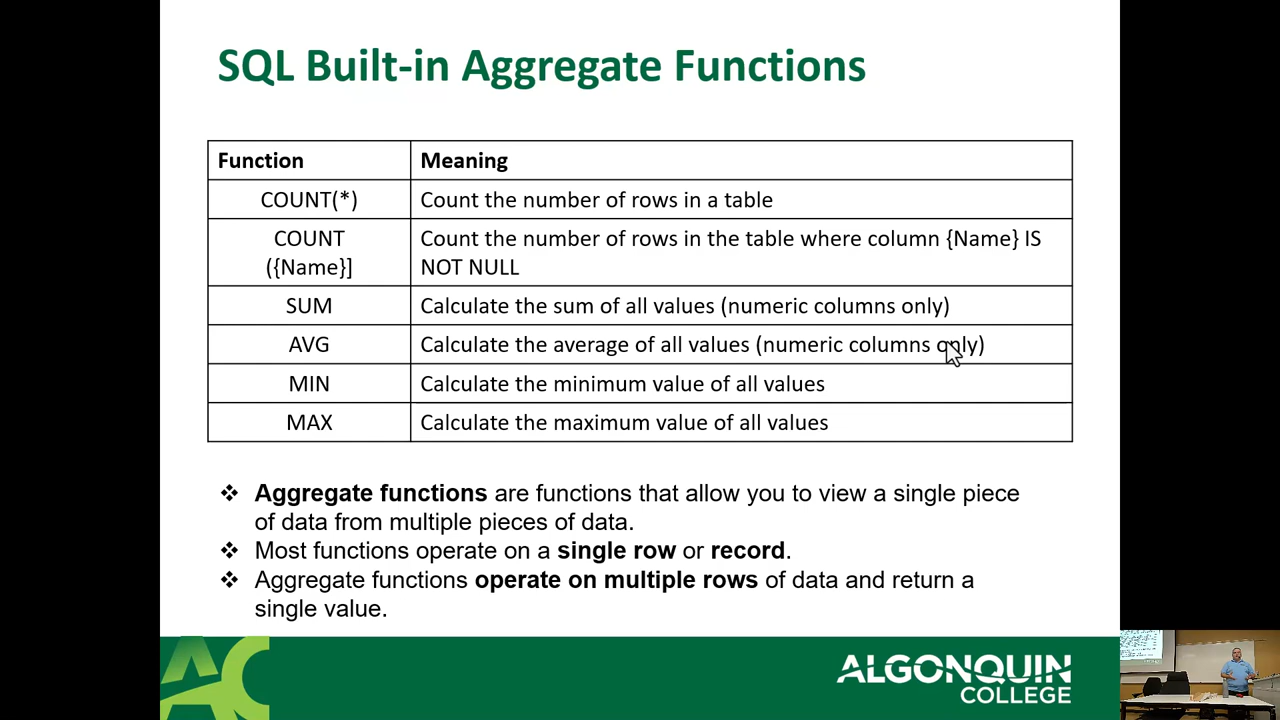 SQL Built-in Aggregate Functions
Function Meaning
COUNT(*) Count the number of rows in a table
COUNT Count the number of rows in the table where column {Name} IS
({Name}] NOT NULL
SUM Calculate the sum of all values (numeric columns only)
AVG Calculate the average of all values (numeric columns only)
MIN Calculate the minimum value of all values
MAX Calculate the maximum value of all values
❖ Aggregate functions are functions that allow you to view a single piece
of data from multiple pieces of data.
❖ Most functions operate on a single row or record.
❖ Aggregate functions operate on multiple rows of data and return a
single value.
AC
ALGONQUIN
COLLEGE